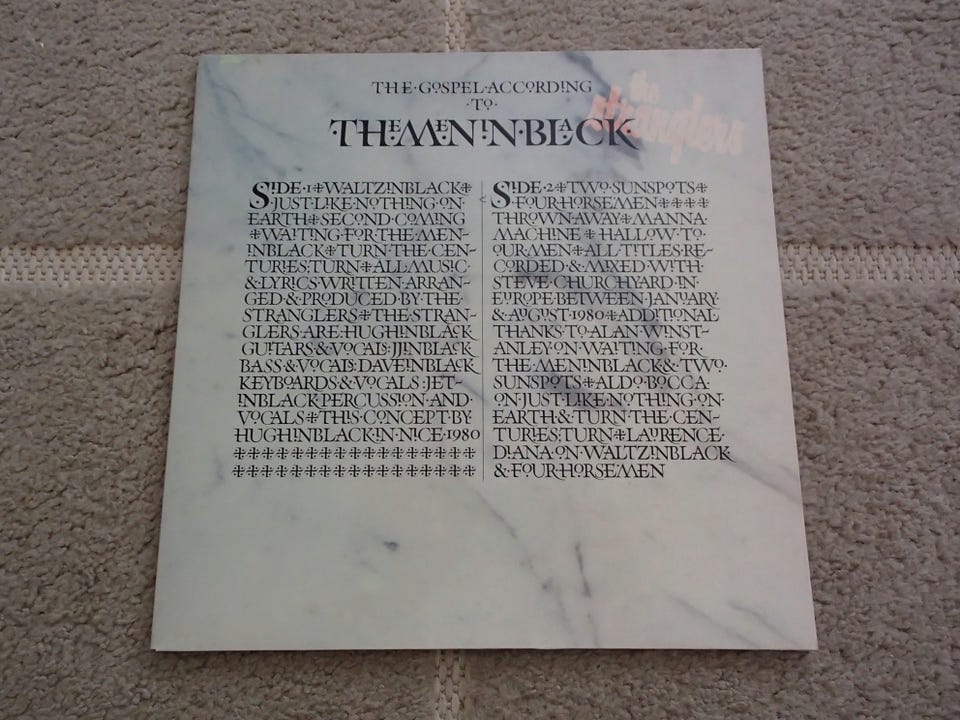 THE·GOSPEL·ACCORDING
·TO·
·THEMEN·IN·BLACK·
the
stranglers
SIDE·1❉WALTZINBLACK❉
·JUST·LIKE·NOTHING·ON·
EARTH❉SECOND·COMING
❉WAITING·FOR·THE·MEN-
INBLACK❉TURN·THE·CEN-
TURIES·TURN❉ALL·MUSIC·
&·LYRICS·WRITTEN·ARRAN-
GED·&·PRODUCED·BY·THE·
STRANGLERS❉THE·STRAN-
GLERS·ARE:HUGHINBLACK
GUITARS&VOCALS:JJINBLACK
BASS&VOCALS:DAVEINBLACK
KEYBOARDS&VOCALS:JET-
INBLACK·PERCUSSION·AND·
VOCALS❉THIS·CONCEPT·BY·
HUGHINBLACK·IN·NICE·1980
❉❉❉❉❉❉❉❉❉❉❉❉❉❉❉❉❉
❉❉❉❉❉❉❉❉❉❉❉❉❉❉❉❉❉
SIDE·2❉TWO·SUNSPOTS❉
·FOUR·HORSEMEN❉❉❉❉
THROWN·AWAY❉MANNA·
MACHINE❉HALLOW·TO·
OUR·MEN❉ALL·TITLES·RE-
CORDED·&·MIXED·WITH·
STEVE·CHURCHYARD·IN·
EUROPE·BETWEEN·JANUARY·
&·AUGUST·1980❉ADDITIONAL
THANKS·TO·ALAN·WINST-
ANLEY·ON·WAITING·FOR·
THE·MENINBLACK&·TWO·
SUNSPOTS❉ALDO·BOCCA·
ON·JUST·LIKE·NOTHING·ON·
EARTH·&·TURN·THE·CEN-
TURIES·TURN❉LAURENCE·
DIANA·ON·WALTZINBLACK
&·FOUR·HORSEMEN